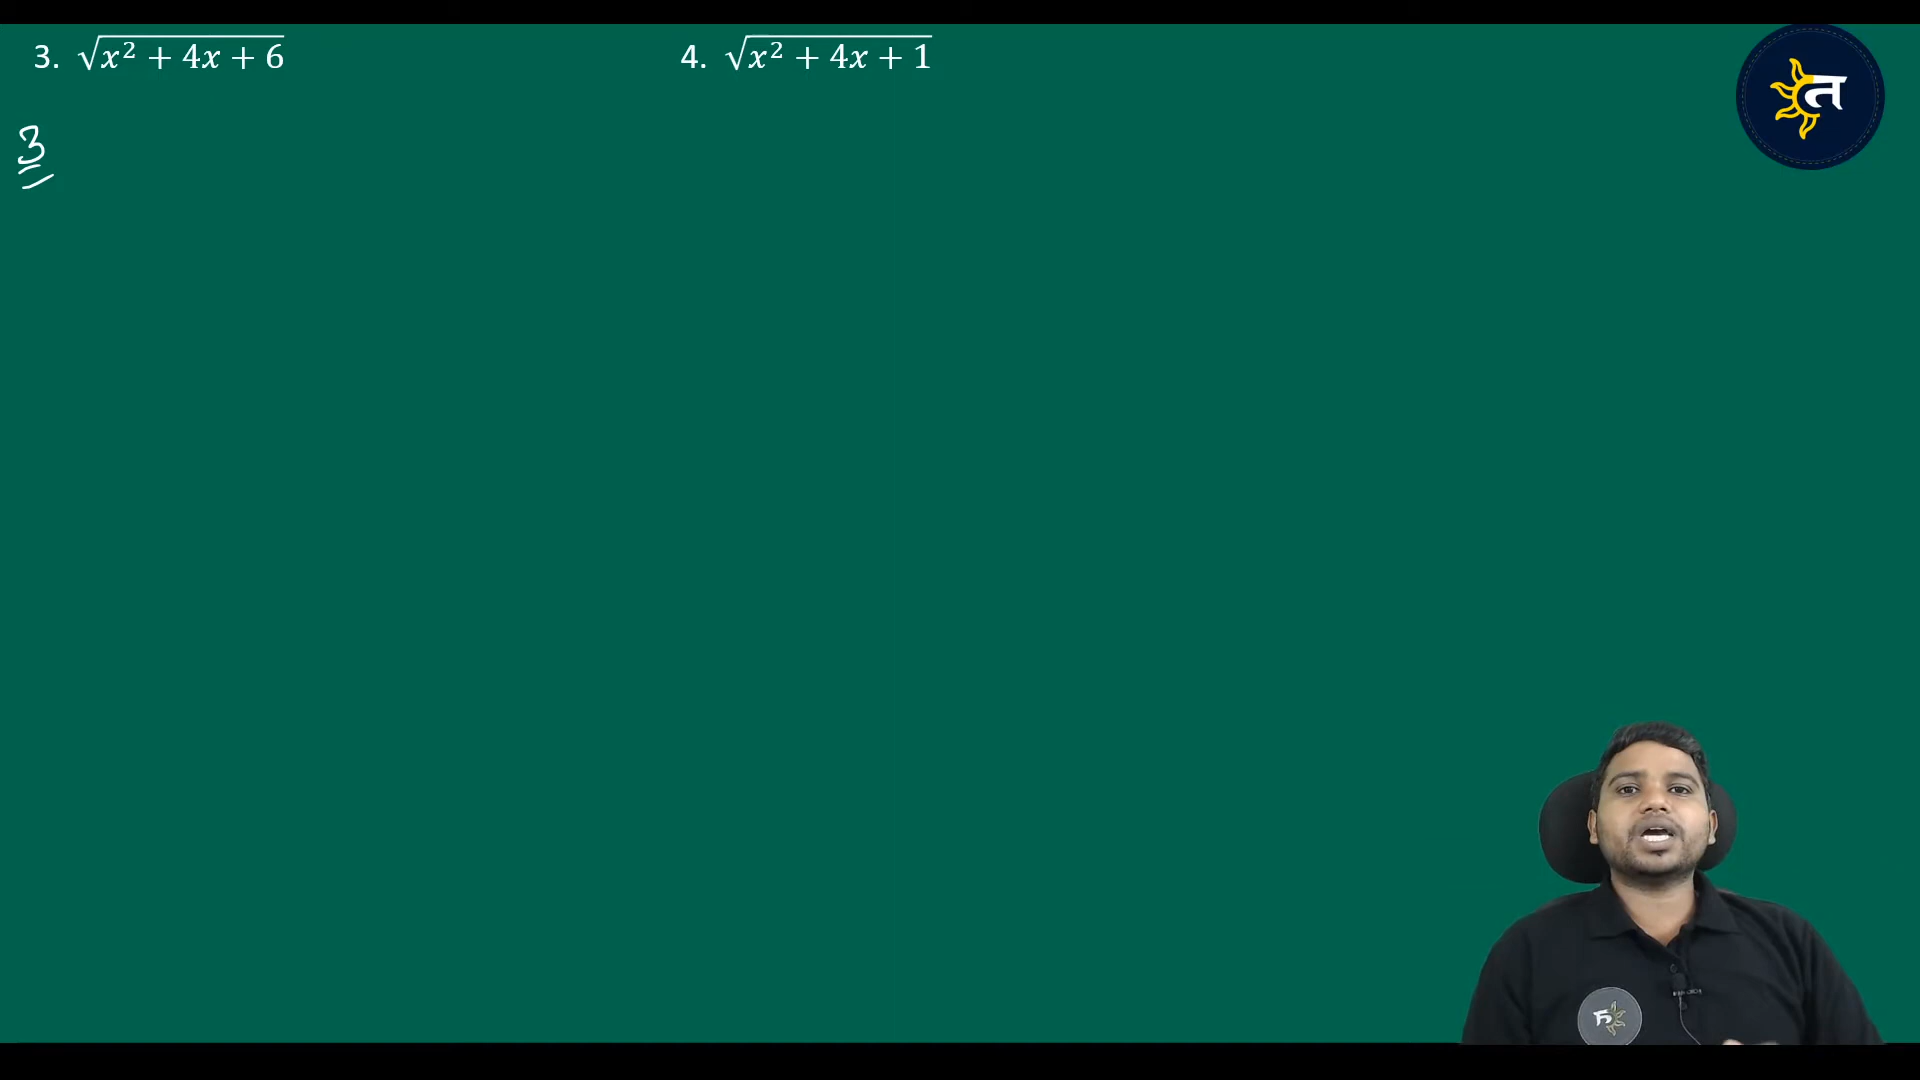 3. √x² + 4x + 6
4. √x² + 4x + 1
त
3
त